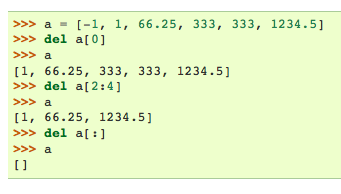 >>> a = [-1, 1, 66.25, 333, 333, 1234.5]
>>> del a[0]
>>> a
[1, 66.25, 333, 333, 1234.5]
>>> del a[2:4]
>>> a
[1, 66.25, 1234.5]
>>> del a[:]
>>> a
[]